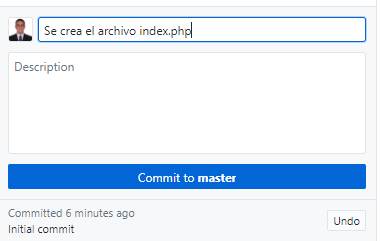 Se crea el archivo index.php
Description
Commit to master
Committed 6 minutes ago
Undo
Initial commit